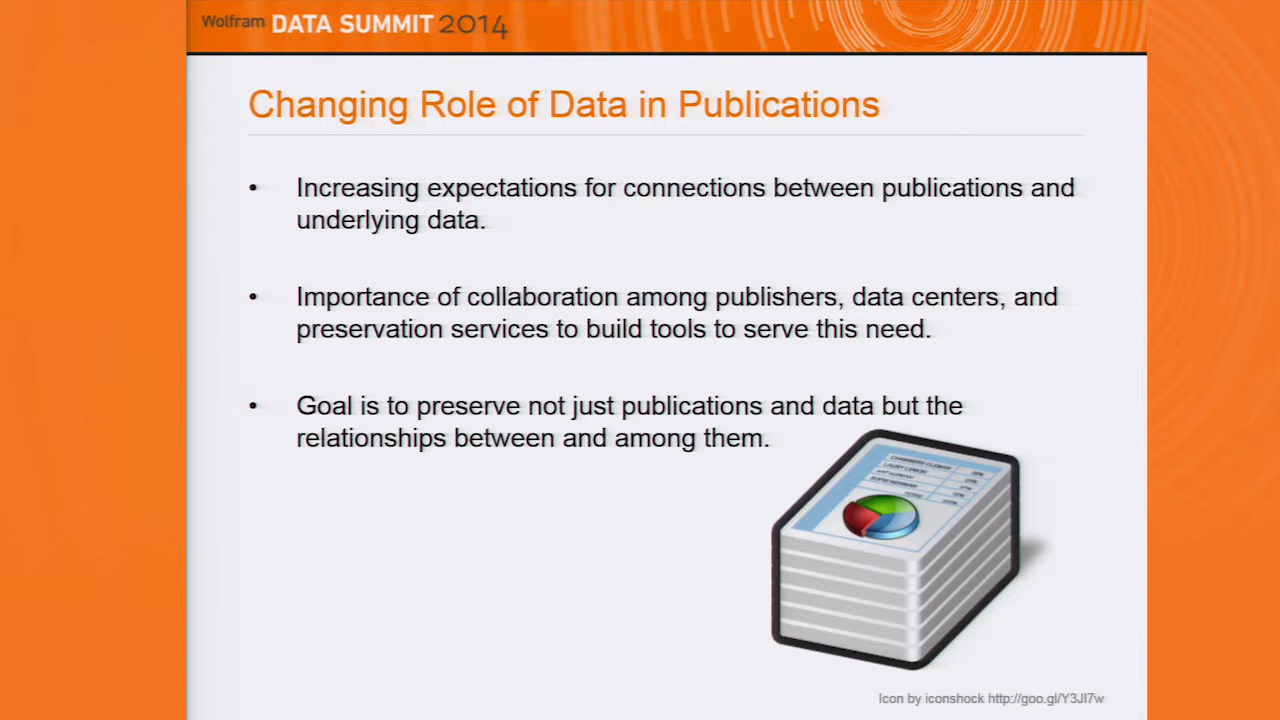 Wolfram DATA SUMMIT 2014
Changing Role of Data in Publications
• Increasing expectations for connections between publications and
underlying data.
• Importance of collaboration among publishers, data centers, and
preservation services to build tools to serve this need.
• Goal is to preserve not just publications and data but the
relationships between and among them.
Icon by iconshock http://goo.gl/Y3JI7w